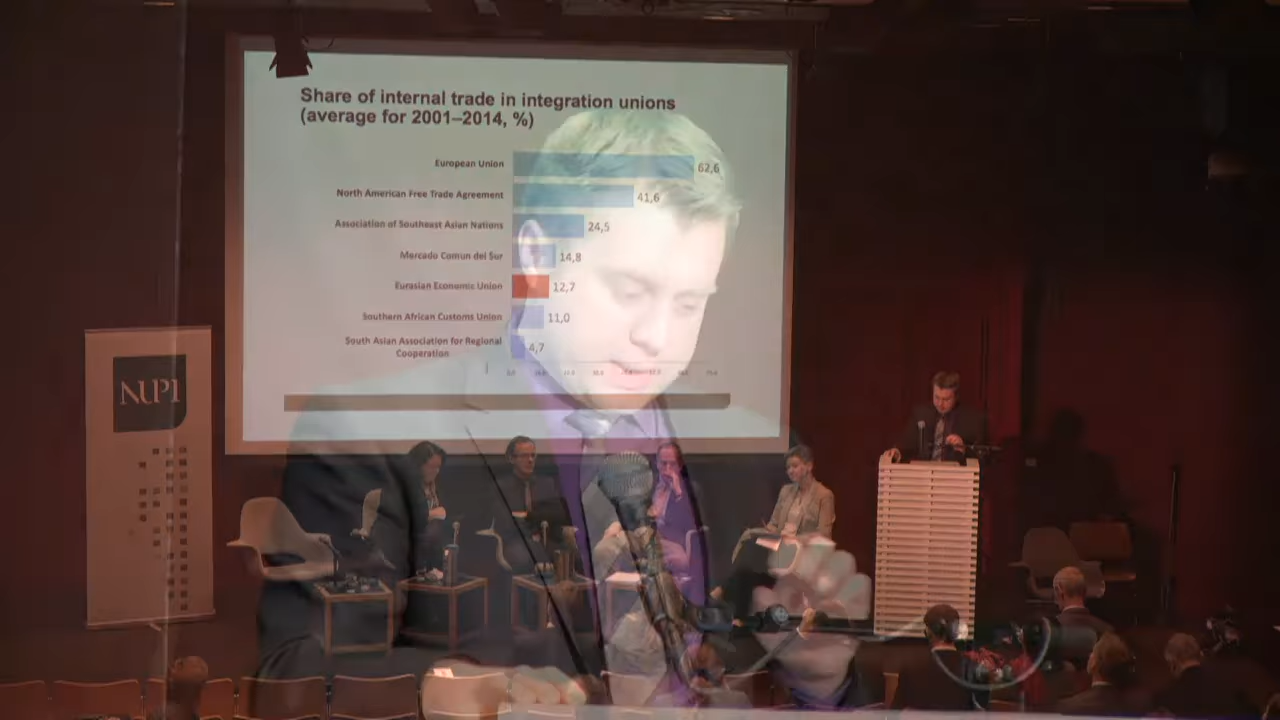 Share of internal trade in integration unions
(average for 2001–2014, %)
European Union 62,6
North American Free Trade Agreement 41,6
Association of Southeast Asian Nations 24,5
Mercado Comun del Sur 14,8
Eurasian Economic Union 12,7
Southern African Customs Union 11,0
South Asian Association for Regional
Cooperation 4,7
NUPI